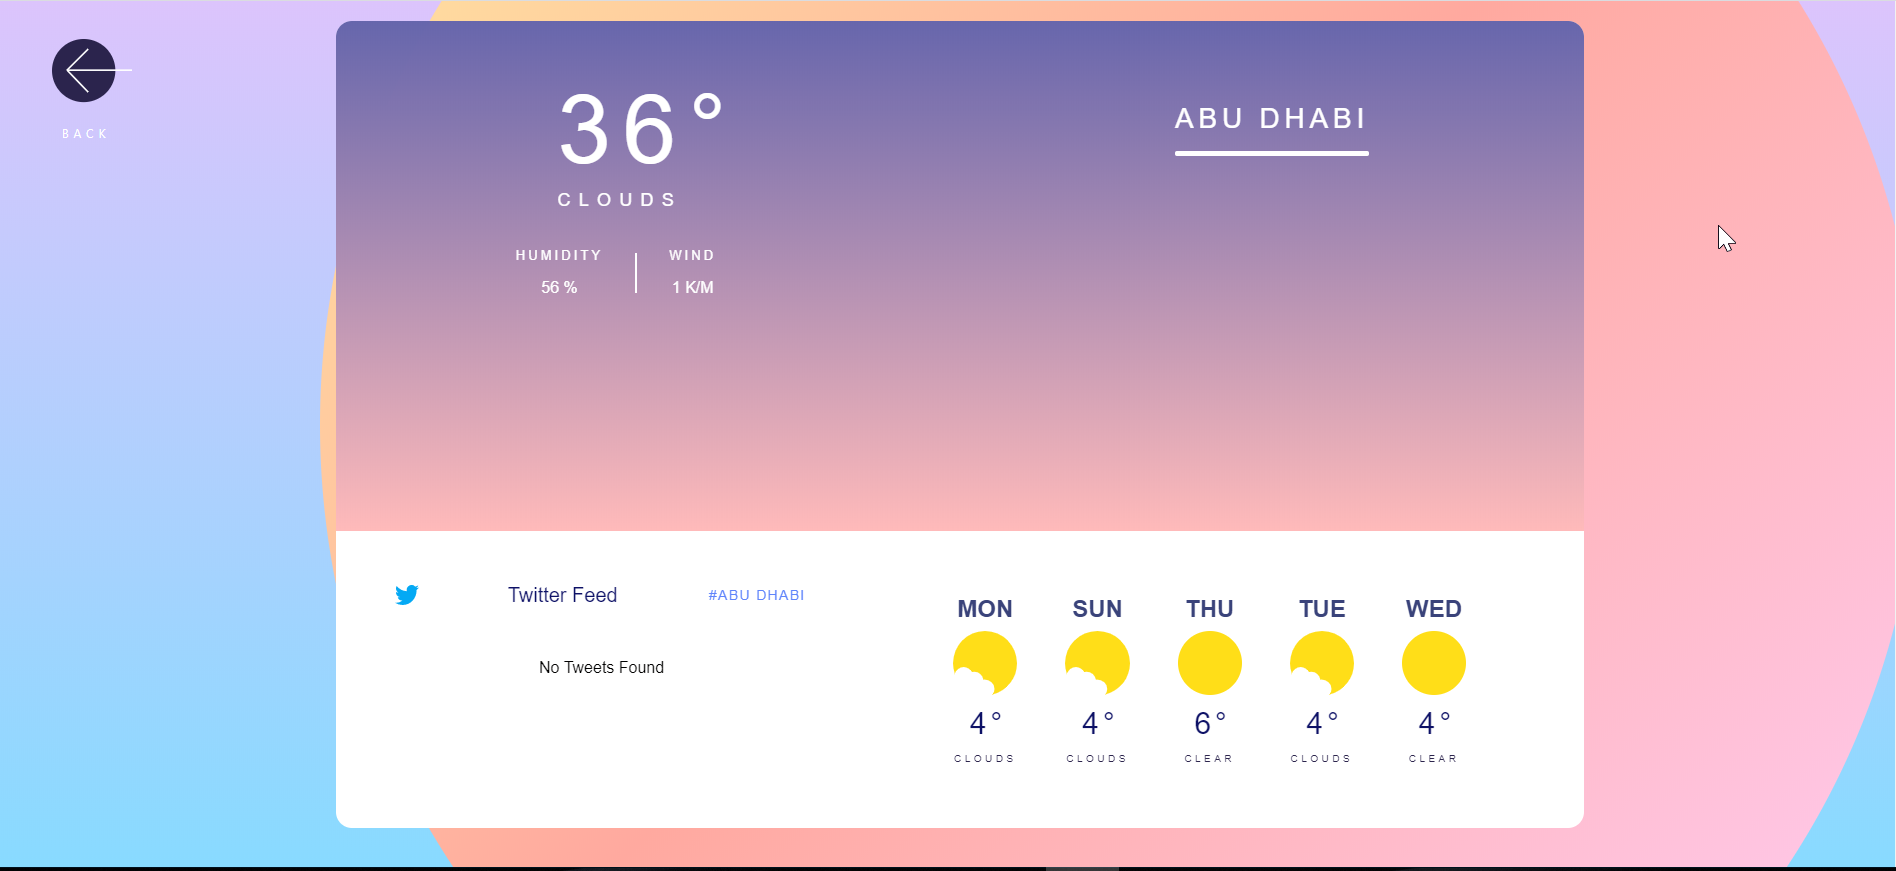 BACK
36°
CLOUDS
HUMIDITY WIND
56 % 1 K/M
ABU DHABI
Twitter Feed #ABU DHABI
No Tweets Found
MON SUN THU TUE WED
4° 4° 6° 4° 4°
CLOUDS CLOUDS CLEAR CLOUDS CLEAR